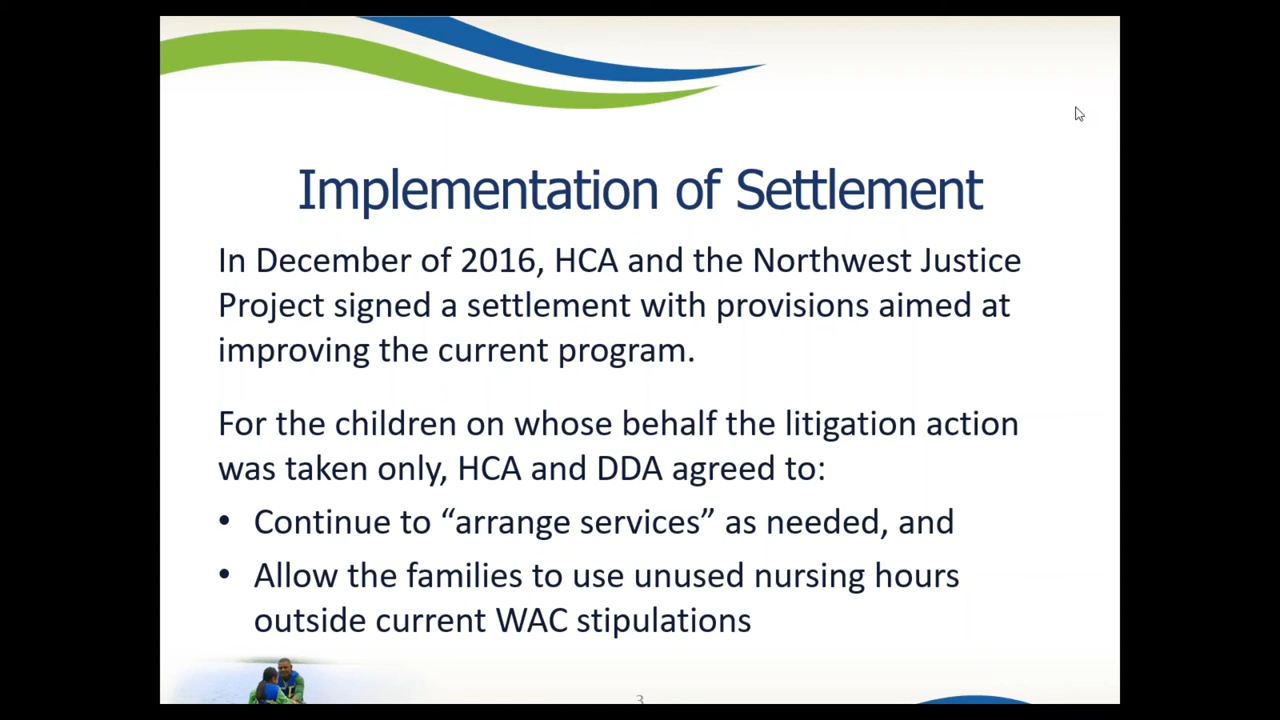 Implementation of Settlement
In December of 2016, HCA and the Northwest Justice
Project signed a settlement with provisions aimed at
improving the current program.
For the children on whose behalf the litigation action
was taken only, HCA and DDA agreed to:
• Continue to “arrange services” as needed, and
• Allow the families to use unused nursing hours
outside current WAC stipulations
3